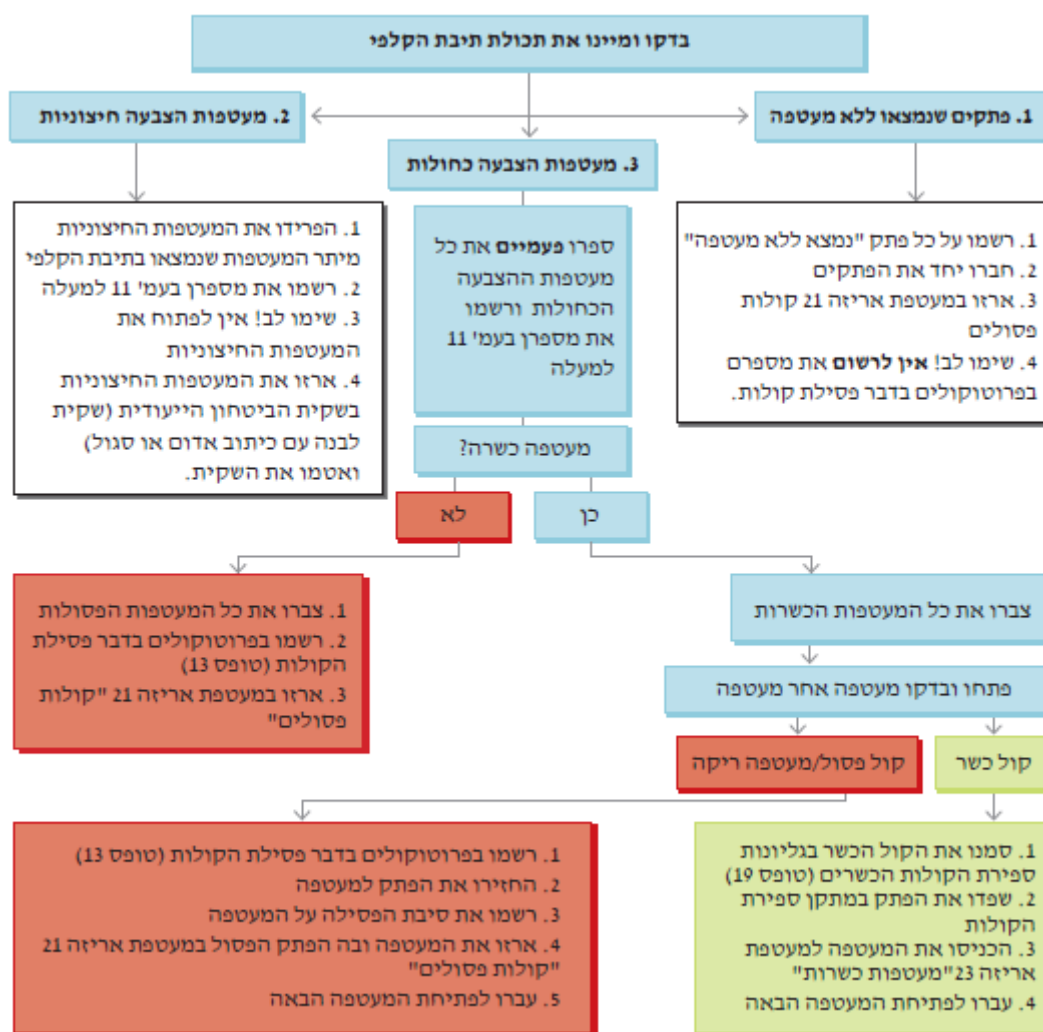 בדקו ומיינו את תכולת תיבת הקלפי
1. פתקים שנמצאו ללא מעטפה
1. רשמו על כל פתק "נמצא ללא מעטפה"
2. חברו יחד את הפתקים
3. ארזו במעטפת אריזה 21 קולות
פסולים
4. שימו לב! אין לרשום את מספרם
בפרוטוקולים בדבר פסילת קולות.
2. מעטפות הצבעה חיצוניות
1. הפרידו את המעטפות החיצוניות
מיתר המעטפות שנמצאו בתיבת הקלפי
2. רשמו את מספרן בעמ' 11 למעלה
3. שימו לב! אין לפתוח את
המעטפות החיצוניות
4. ארזו את המעטפות החיצוניות
בשקית הביטחון הייעודית (שקית
לבנה עם כיתוב אדום או סגול)
ואטמו את השקית.
3. מעטפות הצבעה כחולות
ספרו פעמיים את כל
מעטפות ההצבעה
הכחולות ורשמו
את מספרן בעמ' 11
למעלה
מעטפה כשרה?
כן
לא
1. צברו את כל המעטפות הפסולות
2. רשמו בפרוטוקולים בדבר פסילת
הקולות (טופס 13)
3. ארזו במעטפת אריזה 21 "קולות
פסולים"
צברו את כל המעטפות הכשרות
פתחו ובדקו מעטפה אחר מעטפה
קול כשר
קול פסול/מעטפה ריקה
1. סמנו את הקול הכשר בגליונות
ספירת הקולות הכשרים (טופס 19)
2. שפדו את הפתק במתקן ספירת
הקולות
3. הכניסו את המעטפה למעטפת
אריזה 23"מעטפות כשרות"
4. עברו לפתיחת המעטפה הבאה
1. רשמו בפרוטוקולים בדבר פסילת הקולות (טופס 13)
2. החזירו את הפתק למעטפה
3. רשמו את סיבת הפסילה על המעטפה
4. ארזו את המעטפה ובה הפתק הפסול במעטפת אריזה 21
"קולות פסולים"
5. עברו לפתיחת המעטפה הבאה